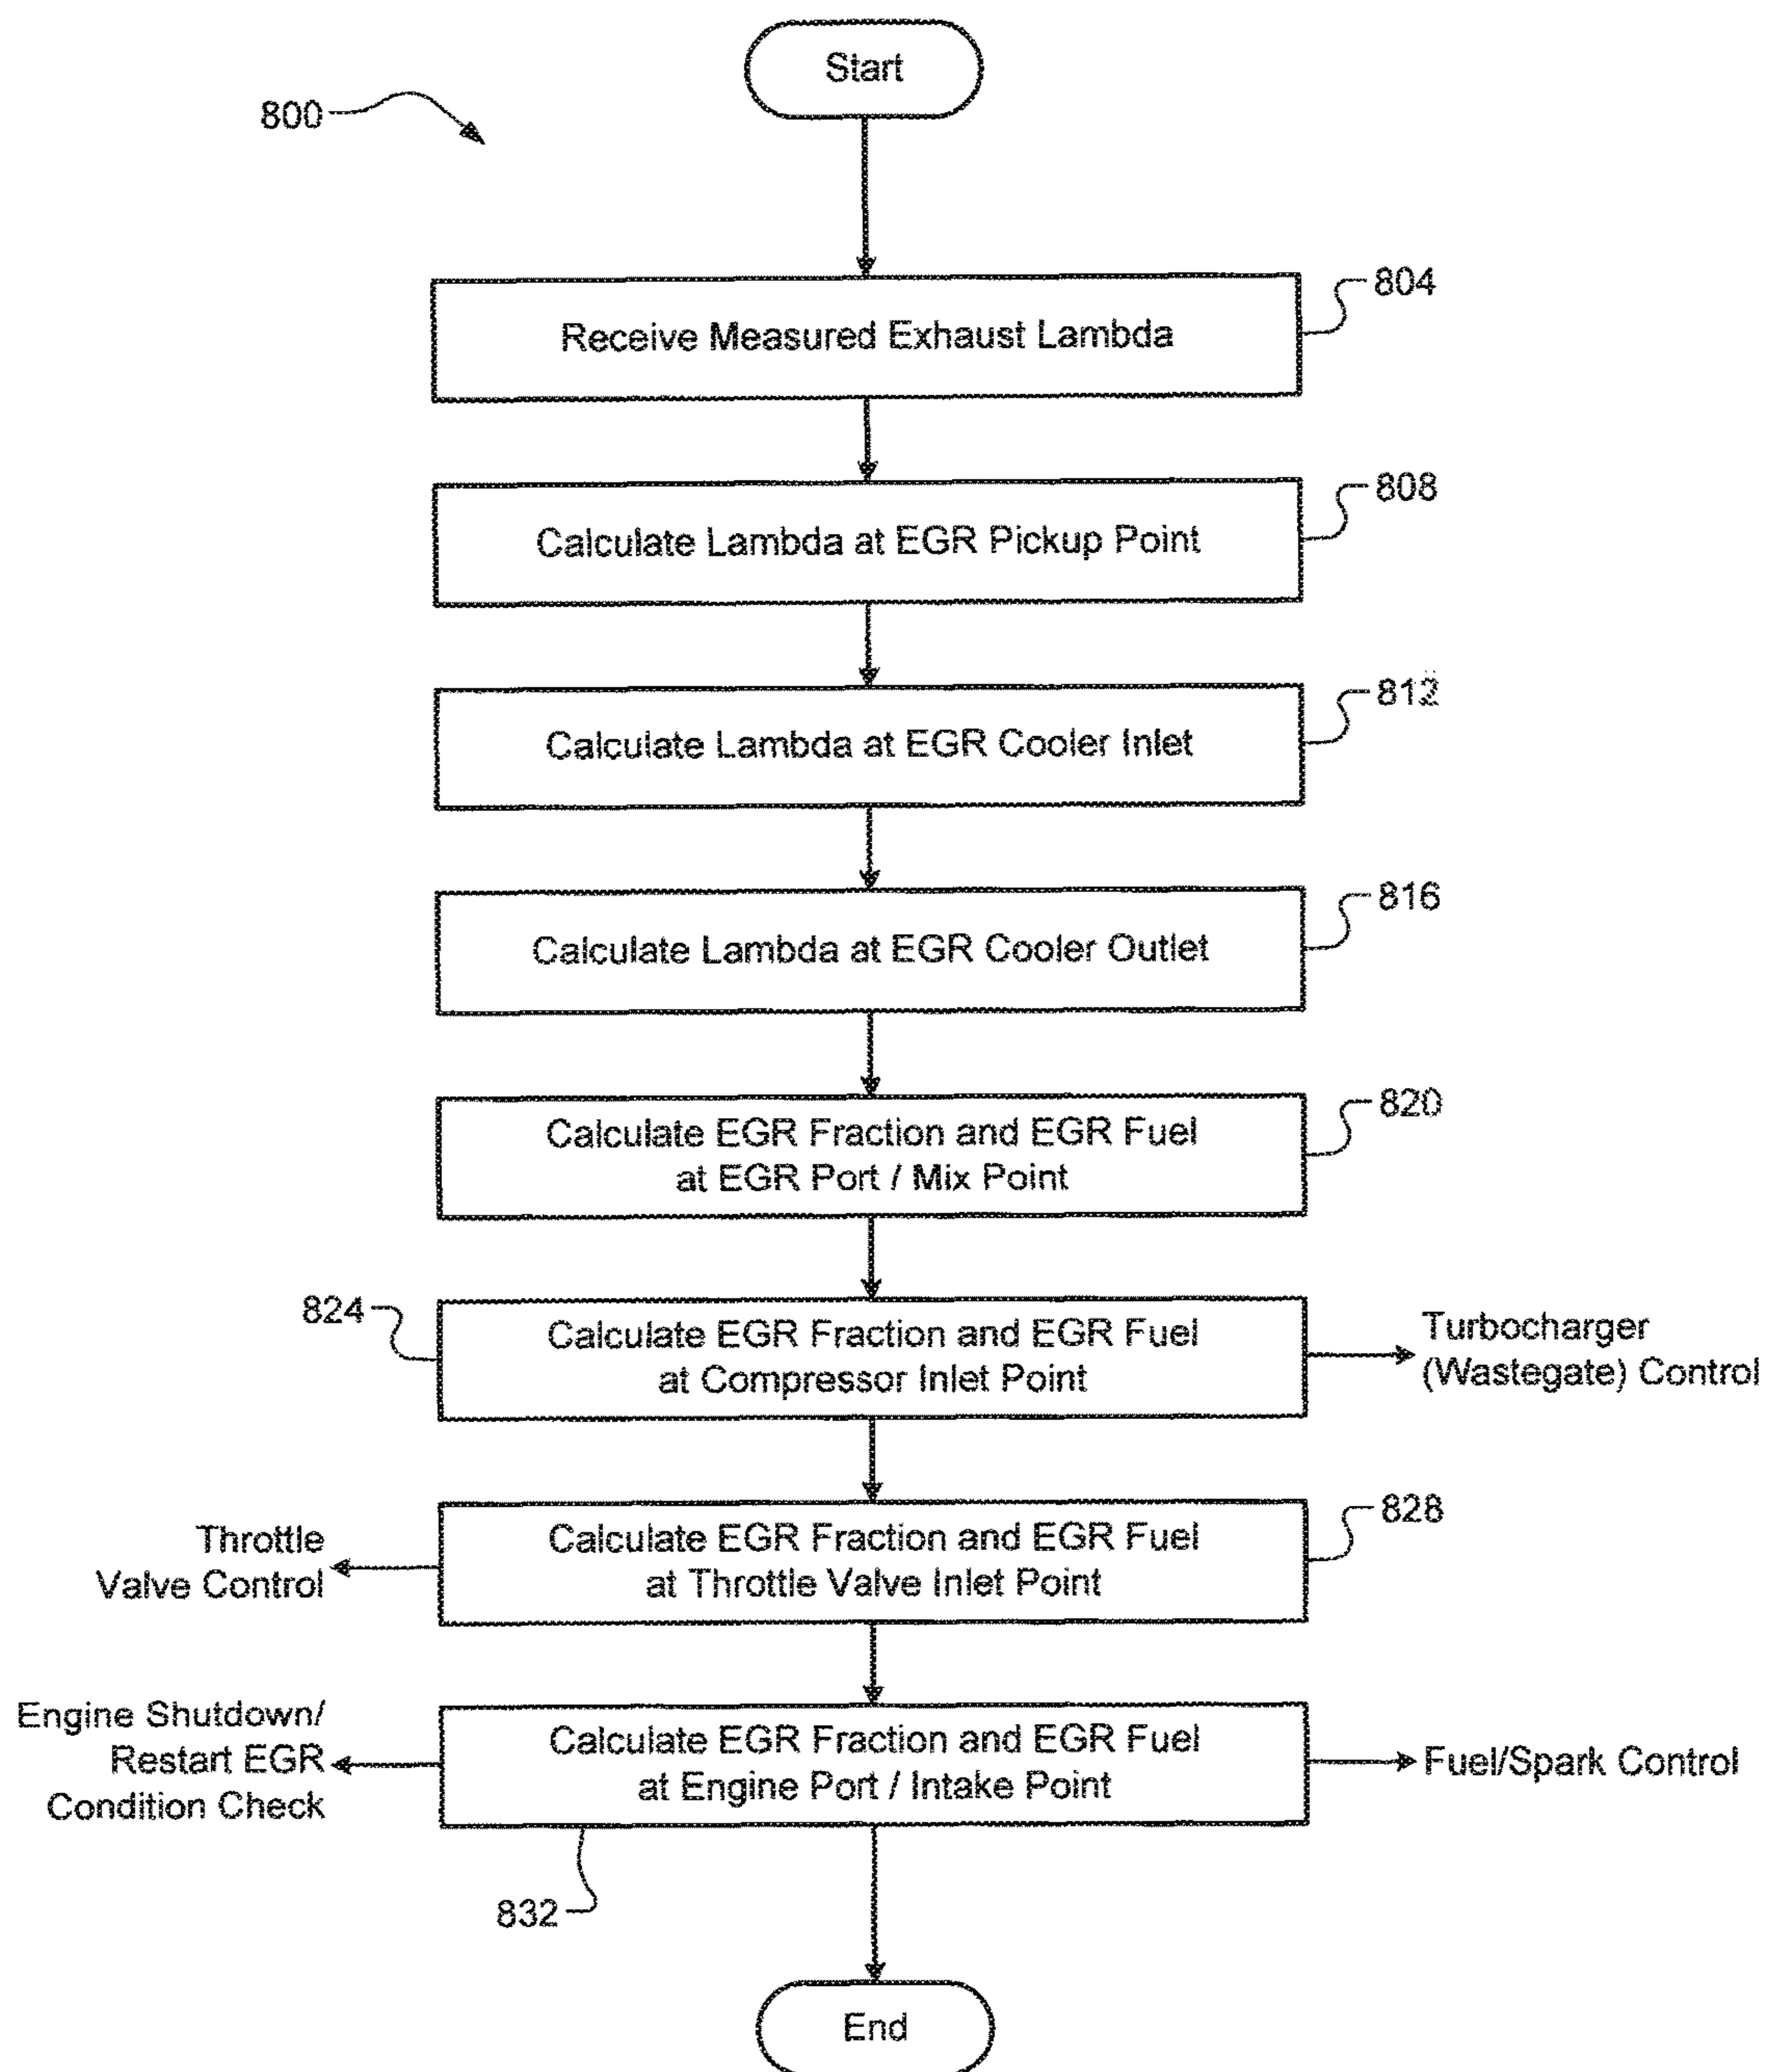 Start
800
Receive Measured Exhaust Lambda
804
Calculate Lambda at EGR Pickup Point
808
Calculate Lambda at EGR Cooler Inlet
812
Calculate Lambda at EGR Cooler Outlet
816
Calculate EGR Fraction and EGR Fuel
at EGR Port / Mix Point
820
824
Calculate EGR Fraction and EGR Fuel
at Compressor Inlet Point
Turbocharger
(Wastegate) Control
Throttle
Valve Control
Calculate EGR Fraction and EGR Fuel
at Throttle Valve Inlet Point
828
Engine Shutdown/
Restart EGR
Condition Check
Calculate EGR Fraction and EGR Fuel
at Engine Port / Intake Point
Fuel/Spark Control
832
End